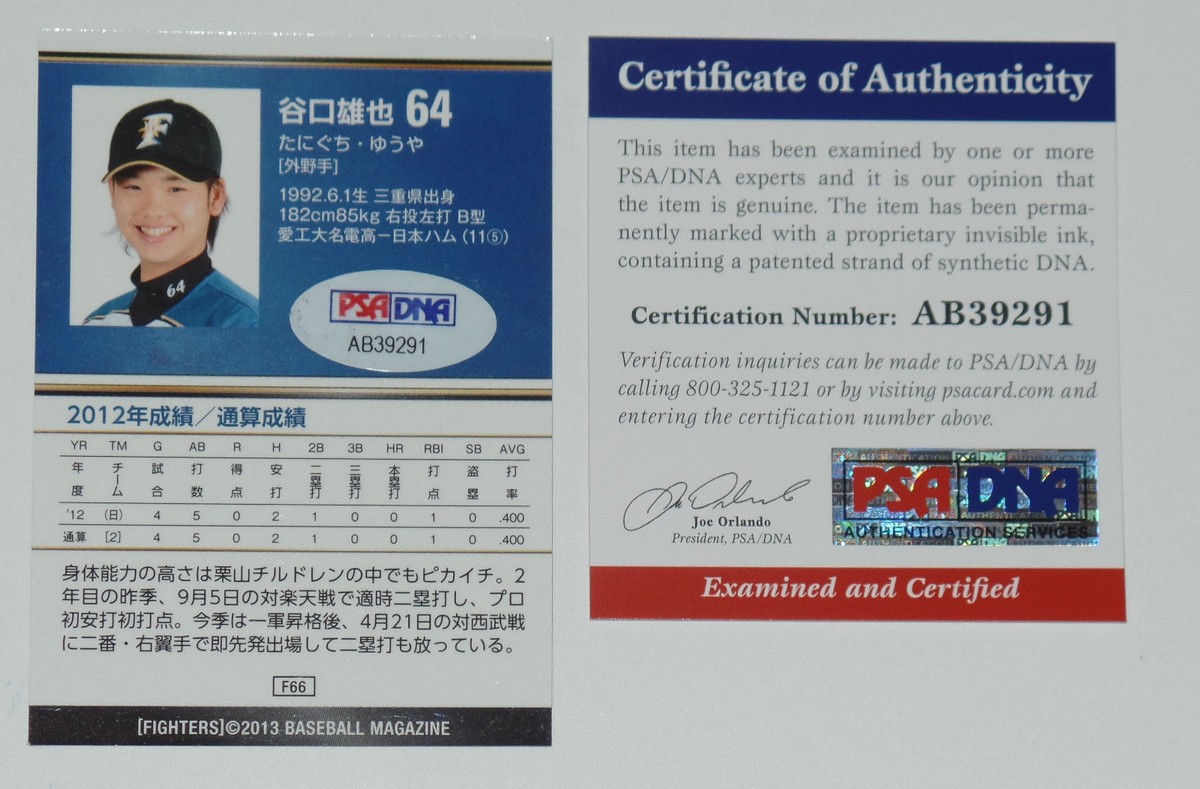 谷口雄也 64
たにぐち・ゆうや
[外野手]
1992.6.1生 三重県出身
182cm85kg 右投左打 B型
愛工大名電高－日本ハム (11⑤)
F
64
PSA DNA
AB39291
2012年成績／通算成績
YR TM G AB R H 2B 3B HR RBI SB AVG
年度 チーム 試合 打数 得点 安打 二塁打 三塁打 本塁打 打点 盗塁 打率
'12 (日) 4 5 0 2 1 0 0 1 0 .400
通算 [2] 4 5 0 2 1 0 0 1 0 .400
身体能力の高さは栗山チルドレンの中でもピカイチ。2
年目の昨季、9月5日の対楽天戦で適時二塁打し、プロ
初安打初打点。今季は一軍昇格後、4月21日の対西武戦
に二番・右翼手で即先発出場して二塁打も放っている。
F66
[FIGHTERS]©2013 BASEBALL MAGAZINE
Certificate of Authenticity
This item has been examined by one or more
PSA/DNA experts and it is our opinion that
the item is genuine. The item has been perma-
nently marked with a proprietary invisible ink,
containing a patented strand of synthetic DNA.
Certification Number: AB39291
Verification inquiries can be made to PSA/DNA by
calling 800-325-1121 or by visiting psacard.com and
entering the certification number above.
Joe Orlando
President, PSA/DNA
PSA DNA
AUTHENTICATION SERVICES
Examined and Certified